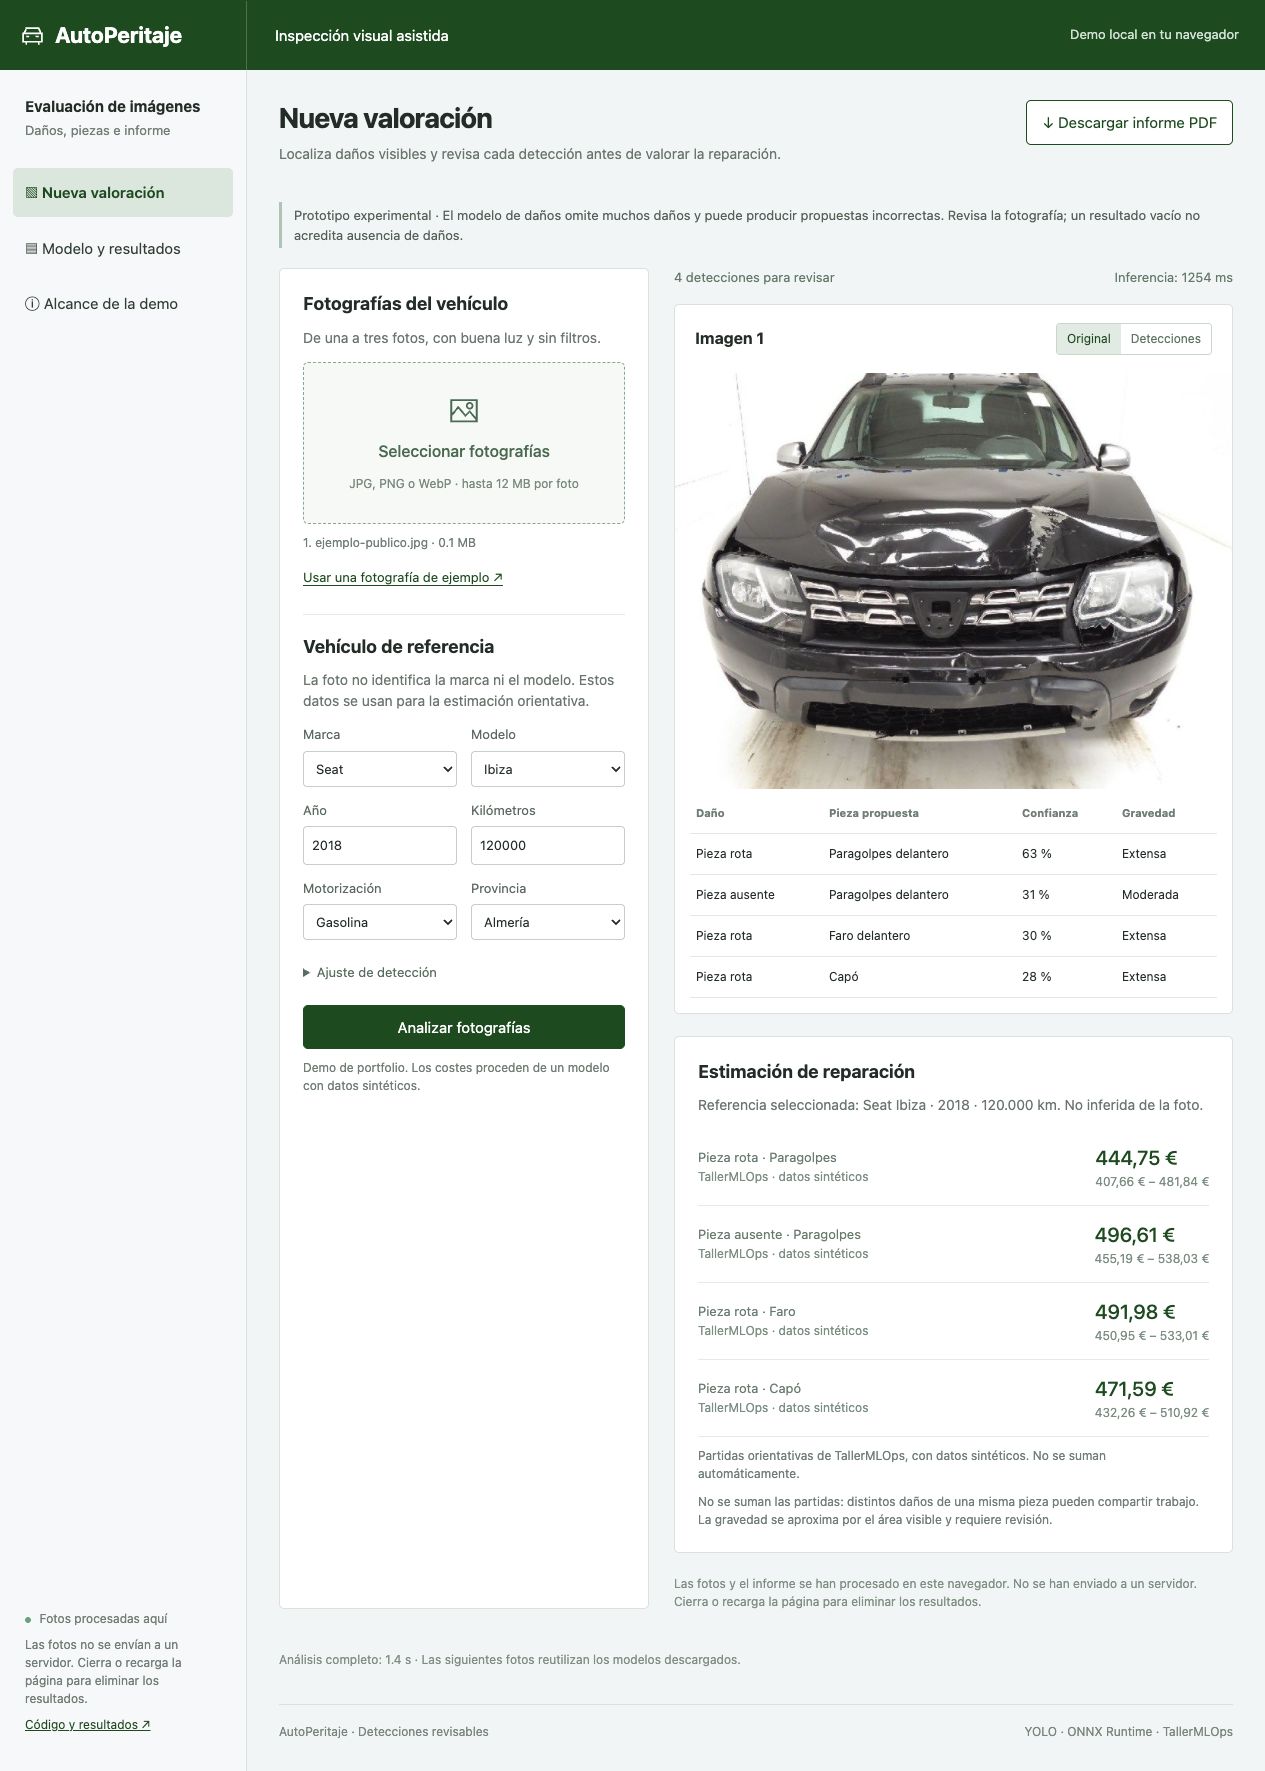 AutoPeritaje
Inspección visual asistida
Demo local en tu navegador
Evaluación de imágenes
Daños, piezas e informe
Nueva valoración
Modelo y resultados
Alcance de la demo
Nueva valoración
↓ Descargar informe PDF
Localiza daños visibles y revisa cada detección antes de valorar la reparación.
Prototipo experimental · El modelo de daños omite muchos daños y puede producir propuestas incorrectas. Revisa la fotografía; un resultado vacío no
acredita ausencia de daños.
Fotografías del vehículo
De una a tres fotos, con buena luz y sin filtros.
Seleccionar fotografías
JPG, PNG o WebP · hasta 12 MB por foto
1. ejemplo-publico.jpg · 0.1 MB
Usar una fotografía de ejemplo ↗
Vehículo de referencia
La foto no identifica la marca ni el modelo. Estos
datos se usan para la estimación orientativa.
Marca Modelo
Seat Ibiza
Año Kilómetros
2018 120000
Motorización Provincia
Gasolina Almería
▶ Ajuste de detección
Analizar fotografías
Demo de portfolio. Los costes proceden de un modelo
con datos sintéticos.
4 detecciones para revisar Inferencia: 1254 ms
Imagen 1 Original Detecciones
Daño Pieza propuesta Confianza Gravedad
Pieza rota Paragolpes delantero 63 % Extensa
Pieza ausente Paragolpes delantero 31 % Moderada
Pieza rota Faro delantero 30 % Extensa
Pieza rota Capó 28 % Extensa
Estimación de reparación
Referencia seleccionada: Seat Ibiza · 2018 · 120.000 km. No inferida de la foto.
Pieza rota · Paragolpes 444,75 €
TallerMLOps · datos sintéticos 407,66 € – 481,84 €
Pieza ausente · Paragolpes 496,61 €
TallerMLOps · datos sintéticos 455,19 € – 538,03 €
Pieza rota · Faro 491,98 €
TallerMLOps · datos sintéticos 450,95 € – 533,01 €
Pieza rota · Capó 471,59 €
TallerMLOps · datos sintéticos 432,26 € – 510,92 €
Partidas orientativas de TallerMLOps, con datos sintéticos. No se suman
automáticamente.
No se suman las partidas: distintos daños de una misma pieza pueden compartir trabajo.
La gravedad se aproxima por el área visible y requiere revisión.
Las fotos y el informe se han procesado en este navegador. No se han enviado a un servidor.
Cierra o recarga la página para eliminar los resultados.
Fotos procesadas aquí
Las fotos no se envían a un
servidor. Cierra o recarga la
página para eliminar los
resultados.
Código y resultados ↗
Análisis completo: 1.4 s · Las siguientes fotos reutilizan los modelos descargados.
AutoPeritaje · Detecciones revisables
YOLO · ONNX Runtime · TallerMLOps